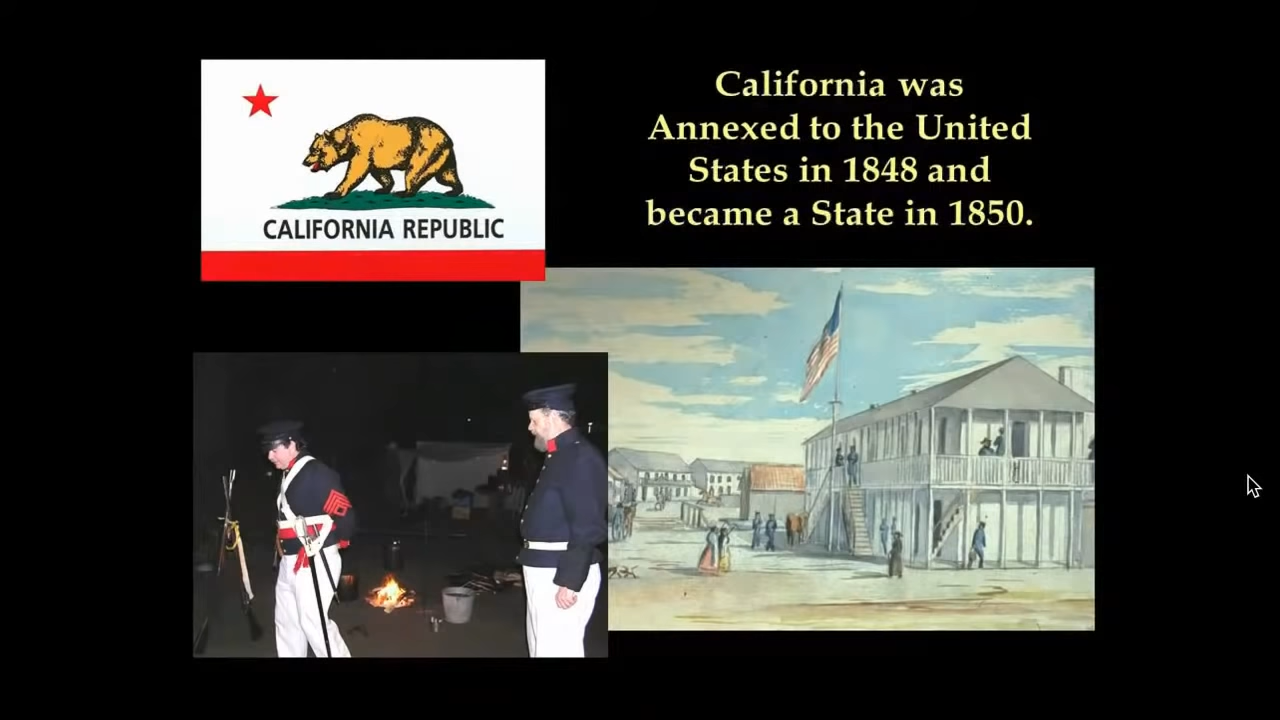 California was
Annexed to the United
States in 1848 and
became a State in 1850.
CALIFORNIA REPUBLIC